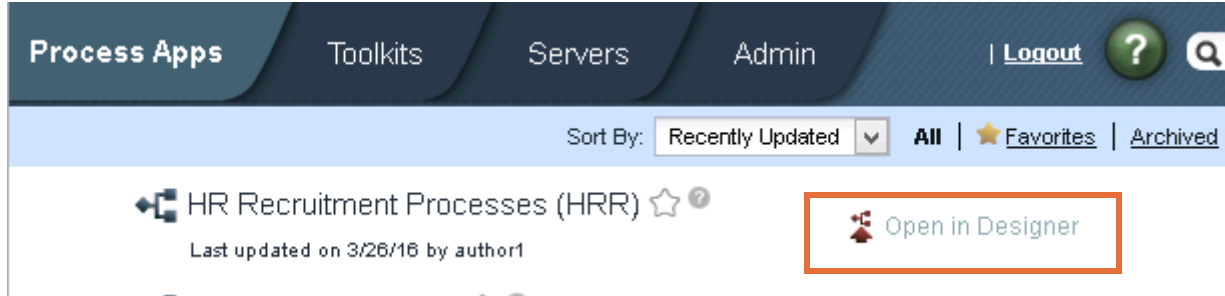 Process Apps Toolkits Servers Admin | Logout ?
Sort By: Recently Updated All | Favorites | Archived
HR Recruitment Processes (HRR) ?
Open in Designer
Last updated on 3/26/16 by author1